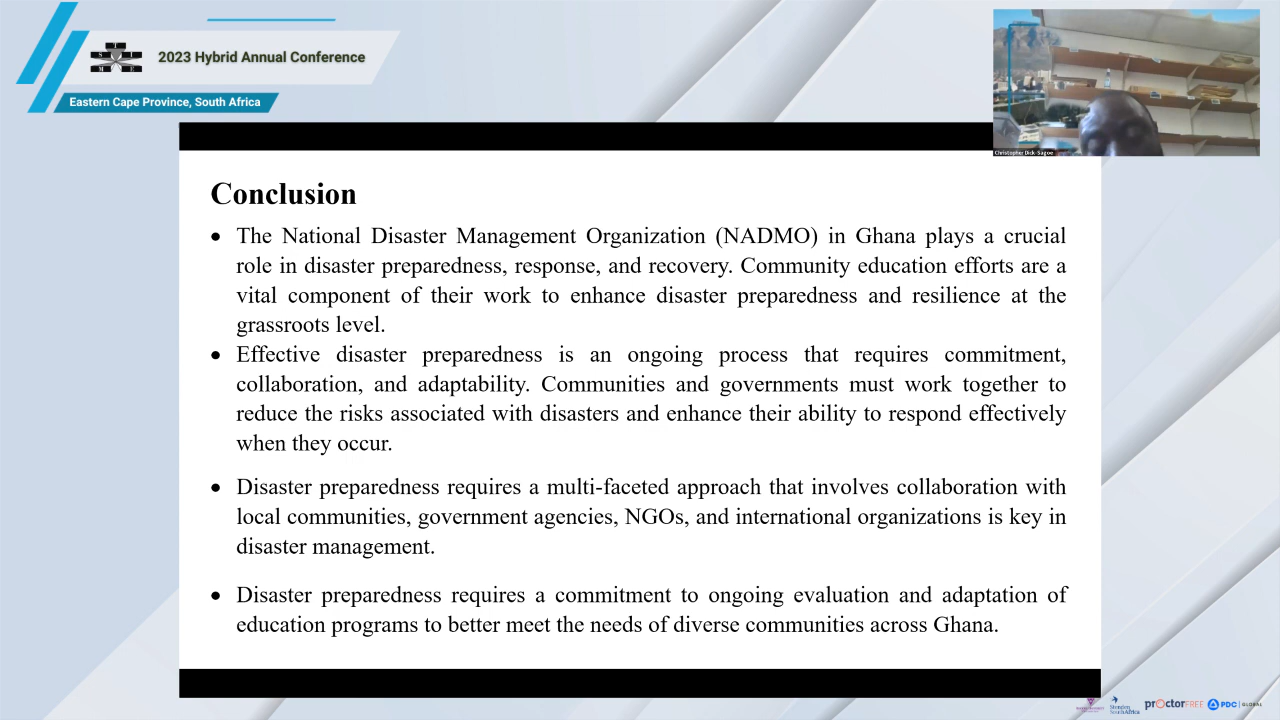 2023 Hybrid Annual Conference
Eastern Cape Province, South Africa
Christopher Dick-Sagoe
Conclusion
• The National Disaster Management Organization (NADMO) in Ghana plays a crucial
role in disaster preparedness, response, and recovery. Community education efforts are a
vital component of their work to enhance disaster preparedness and resilience at the
grassroots level.
• Effective disaster preparedness is an ongoing process that requires commitment,
collaboration, and adaptability. Communities and governments must work together to
reduce the risks associated with disasters and enhance their ability to respond effectively
when they occur.
• Disaster preparedness requires a multi-faceted approach that involves collaboration with
local communities, government agencies, NGOs, and international organizations is key in
disaster management.
• Disaster preparedness requires a commitment to ongoing evaluation and adaptation of
education programs to better meet the needs of diverse communities across Ghana.
Stenden South Africa
prOctorFREE
PDC | GLOBAL